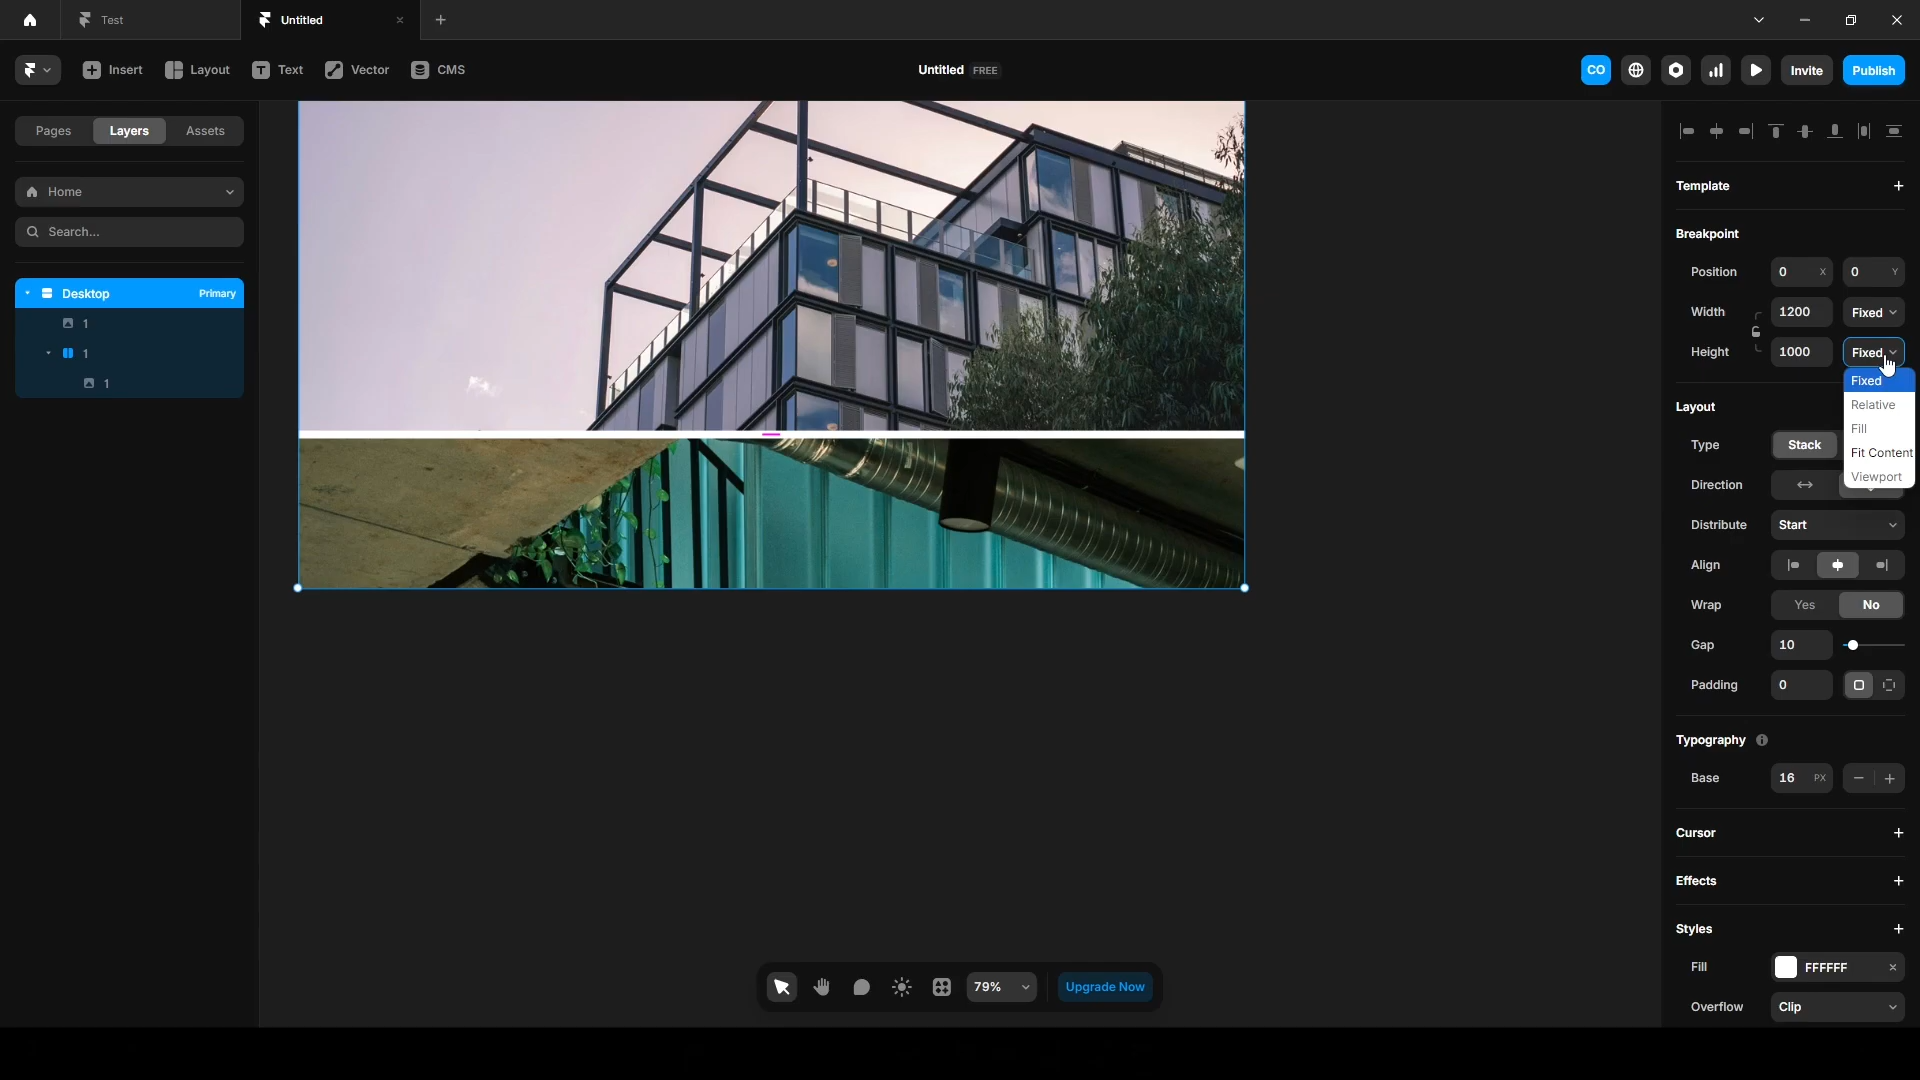 Test
Untitled
Insert
Layout
Text
Vector
CMS
Untitled FREE
CO
Invite
Publish
Pages
Layers
Assets
Home
Search...
Desktop Primary
1
1
1
Template
Breakpoint
Position 0 X 0 Y
Width 1200 Fixed
Height 1000 Fixed
Fixed
Relative
Fill
Fit Content
Viewport
Layout
Type Stack
Direction
Distribute Start
Align
Wrap Yes No
Gap 10
Padding 0
Typography
Base 16 PX
Cursor
Effects
Styles
Fill FFFFFF
Overflow Clip
79%
Upgrade Now